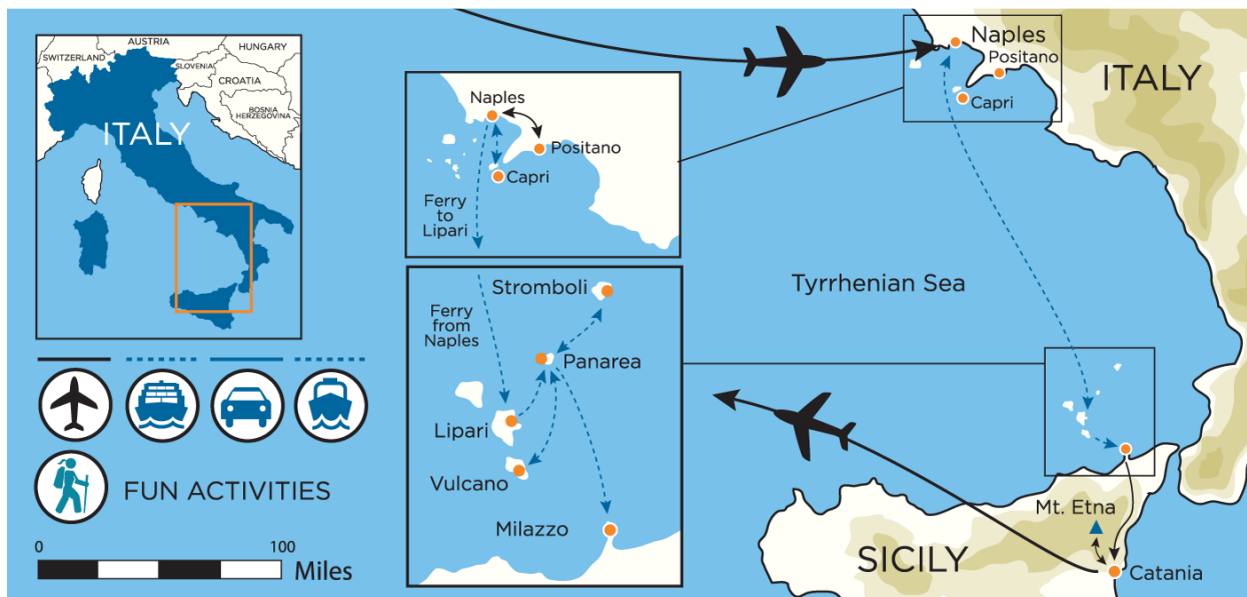 AUSTRIA
HUNGARY
SWITZERLAND
SLOVENIA
CROATIA
BOSNIA
HERZEGOVINA
ITALY
FUN ACTIVITIES
0
100
Miles
Naples
Positano
Capri
Ferry
to
Lipari
Stromboli
Ferry
from
Naples
Panarea
Lipari
Vulcano
Milazzo
Naples
Positano
Capri
ITALY
Tyrrhenian Sea
Mt. Etna
SICILY
Catania